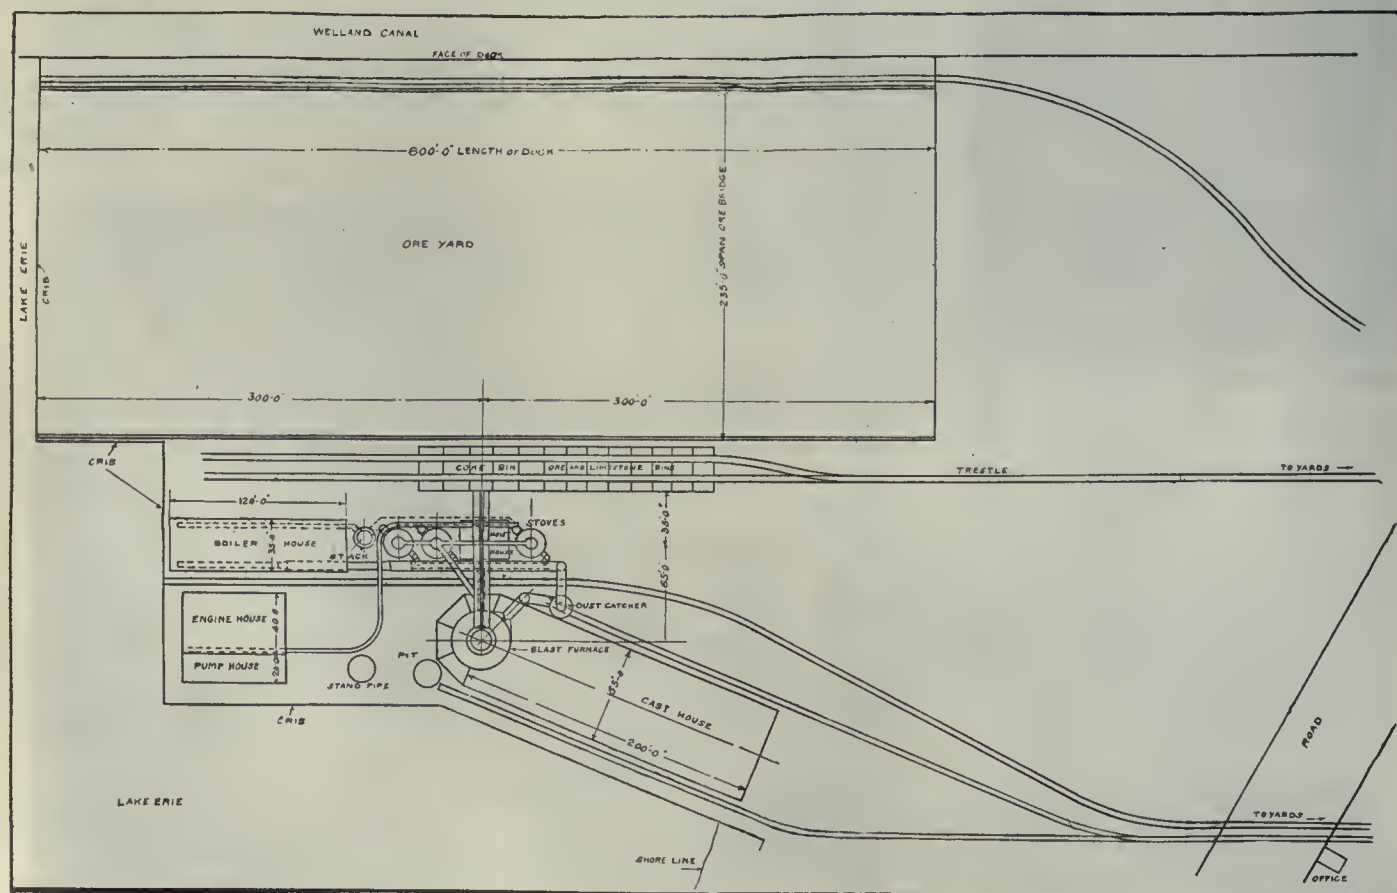 WELLAND CANAL
FACE OF DOCK
600'-0" LENGTH OF DOCK
235'-0" SPAN ORE BRIDGE
ORE YARD
LAKE ERIE
CRIB
300'-0"
300'-0"
CRIB
COKE BIN
ORE AND LIMESTONE BINS
TRESTLE
TO YARDS
120'-0"
STOVES
BOILER HOUSE
35'-0"
STACK
HOUSE
65'-0"
35'-0"
DUST CATCHER
ENGINE HOUSE
40'-0"
PUMP HOUSE
BLAST FURNACE
PIT
STAND PIPE
CAST HOUSE
200'-0"
CRIB
ROAD
LAKE ERIE
TO YARDS
SHORE LINE
OFFICE